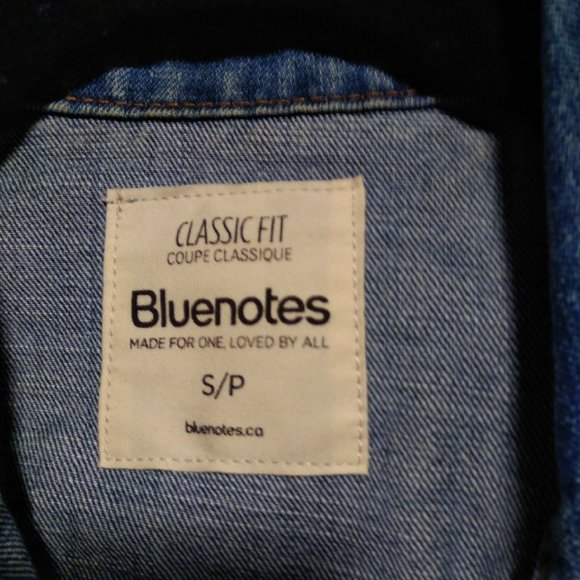 CLASSIC FIT
COUPE CLASSIQUE
Bluenotes
MADE FOR ONE, LOVED BY ALL
S/P
bluenotes.ca